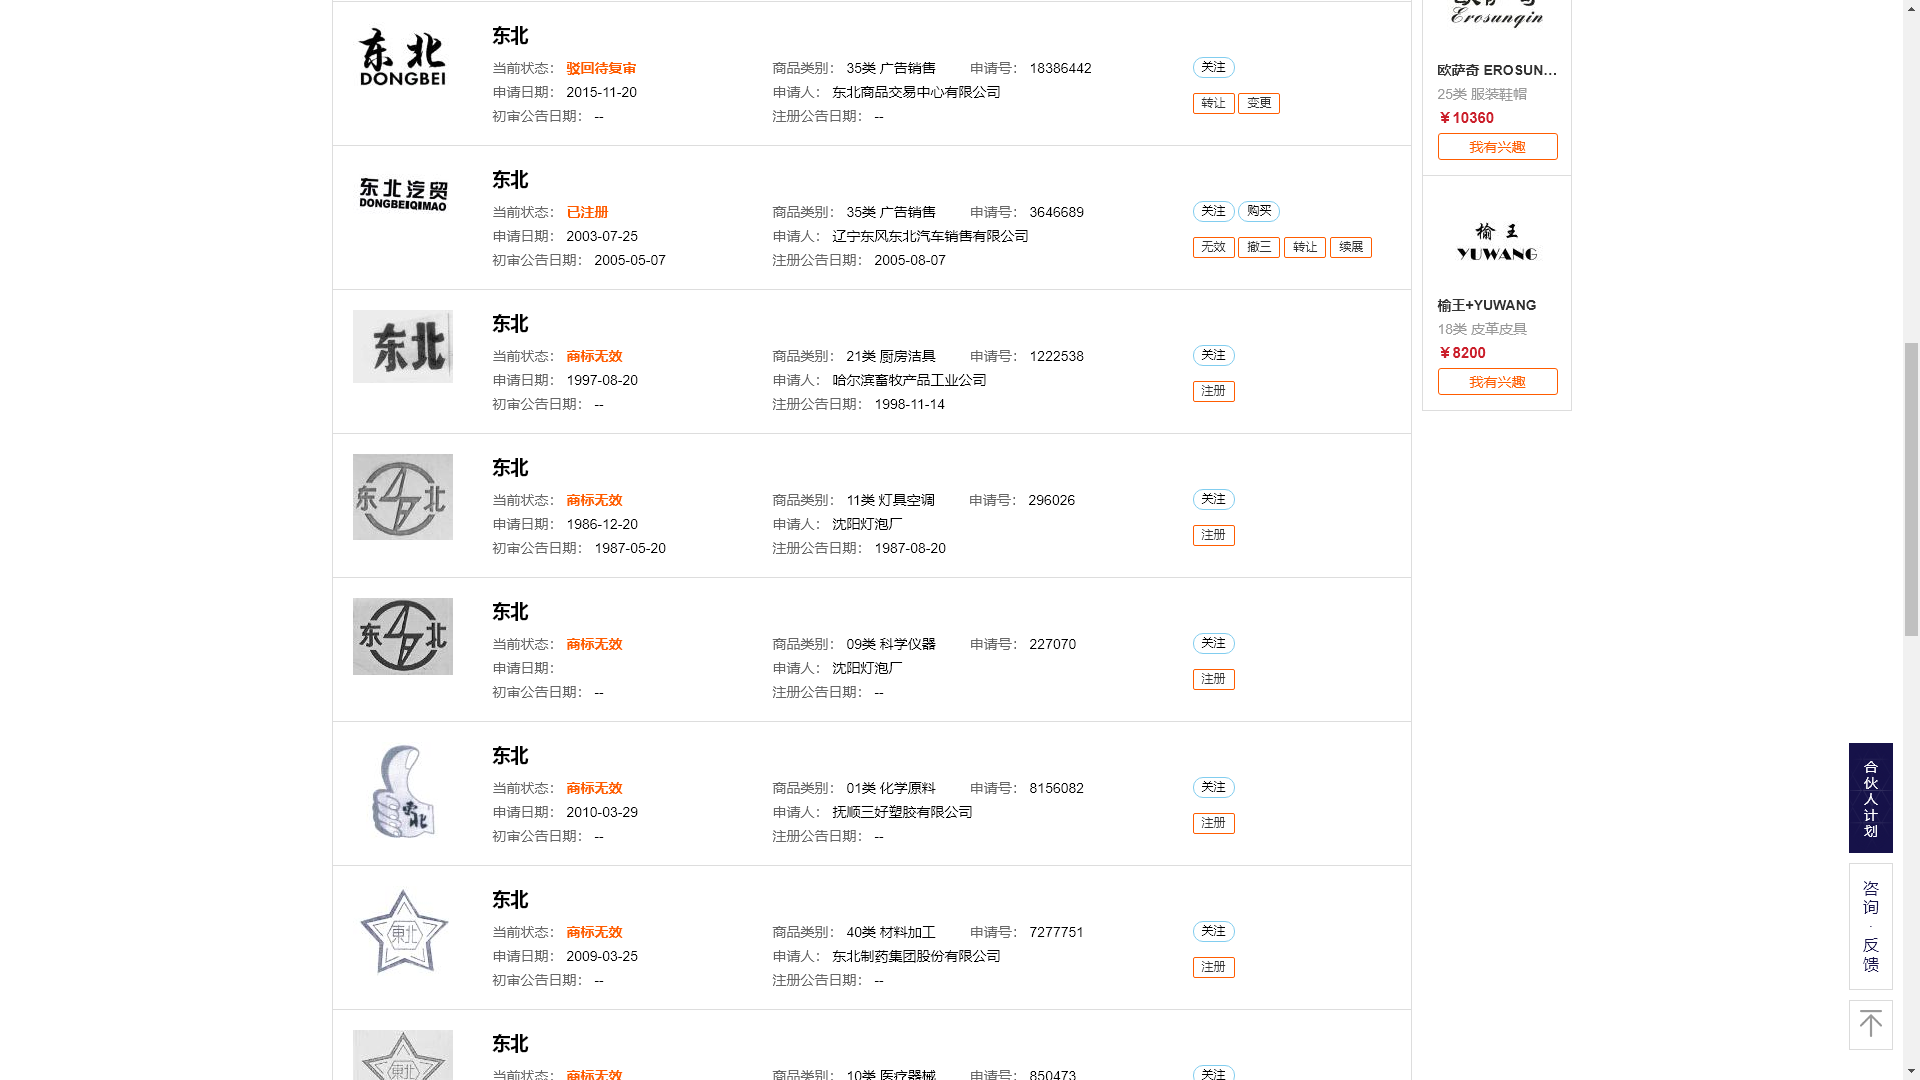 东北
DONGBEI
东北
当前状态： 驳回待复审
商品类别： 35类 广告销售 申请号： 18386442
关注
申请日期： 2015-11-20
申请人： 东北商品交易中心有限公司
转让 变更
初审公告日期： --
注册公告日期： --
东北汽贸
DONGBEIQIMAO
东北
当前状态： 已注册
商品类别： 35类 广告销售 申请号： 3646689
关注 购买
申请日期： 2003-07-25
申请人： 辽宁东风东北汽车销售有限公司
无效 撤三 转让 续展
初审公告日期： 2005-05-07
注册公告日期： 2005-08-07
东北
东北
当前状态： 商标无效
商品类别： 21类 厨房洁具 申请号： 1222538
关注
申请日期： 1997-08-20
申请人： 哈尔滨畜牧产品工业公司
注册
初审公告日期： --
注册公告日期： 1998-11-14
东北
东北
当前状态： 商标无效
商品类别： 11类 灯具空调 申请号： 296026
关注
申请日期： 1986-12-20
申请人： 沈阳灯泡厂
注册
初审公告日期： 1987-05-20
注册公告日期： 1987-08-20
东北
东北
当前状态： 商标无效
商品类别： 09类 科学仪器 申请号： 227070
关注
申请日期：
申请人： 沈阳灯泡厂
注册
初审公告日期： --
注册公告日期： --
东北
东北
当前状态： 商标无效
商品类别： 01类 化学原料 申请号： 8156082
关注
申请日期： 2010-03-29
申请人： 抚顺三好塑胶有限公司
注册
初审公告日期： --
注册公告日期： --
東北
东北
当前状态： 商标无效
商品类别： 40类 材料加工 申请号： 7277751
关注
申请日期： 2009-03-25
申请人： 东北制药集团股份有限公司
注册
初审公告日期： --
注册公告日期： --
東北
东北
当前状态： 商标无效
商品类别： 10类 医疗器械 申请号： 850473
关注
欧萨奇
Erosunqin
欧萨奇 EROSUN...
25类 服装鞋帽
￥10360
我有兴趣
榆王
YUWANG
榆王+YUWANG
18类 皮革皮具
￥8200
我有兴趣
合伙人计划
咨询·反馈